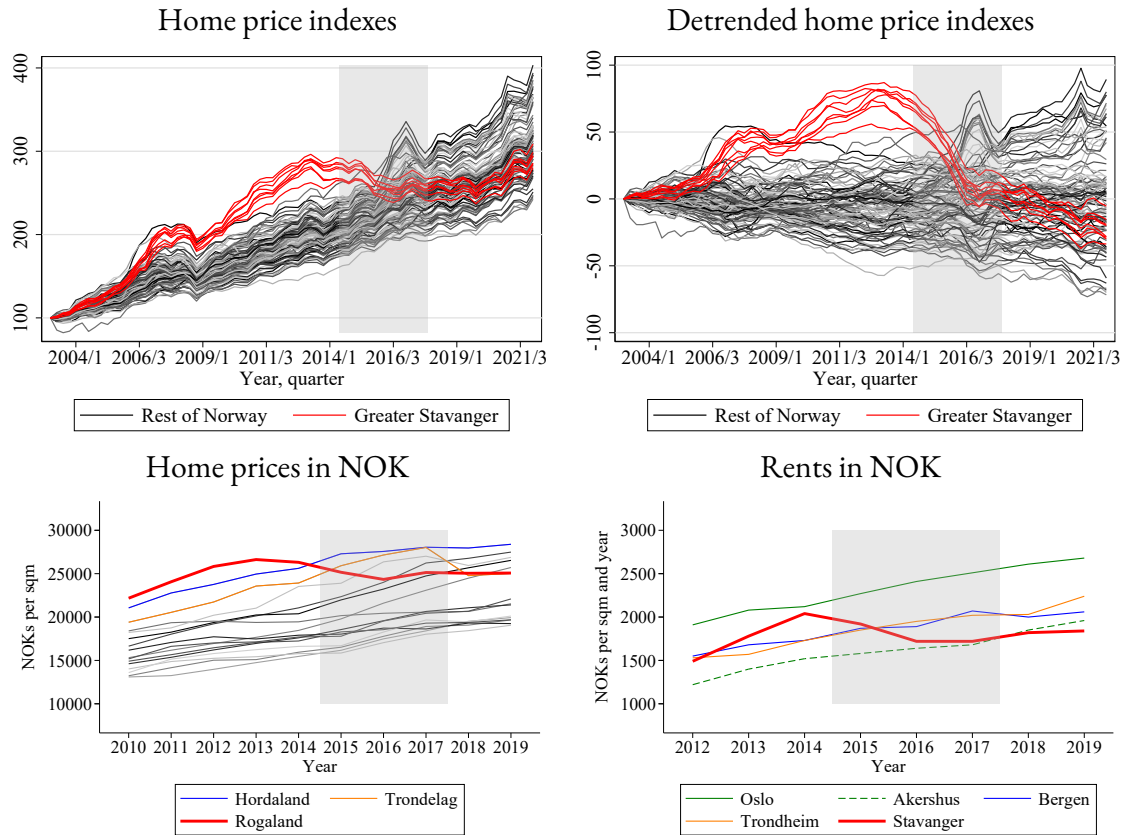 Home price indexes
400
300
200
100
2004/1 2006/3 2009/1 2011/3 2014/1 2016/3 2019/1 2021/3
Year, quarter
Rest of Norway Greater Stavanger
Detrended home price indexes
100
50
0
-50
-100
2004/1 2006/3 2009/1 2011/3 2014/1 2016/3 2019/1 2021/3
Year, quarter
Rest of Norway Greater Stavanger
Home prices in NOK
NOKs per sqm
30000
25000
20000
15000
10000
2010 2011 2012 2013 2014 2015 2016 2017 2018 2019
Year
Hordaland Trondelag
Rogaland
Rents in NOK
NOKs per sqm and year
3000
2500
2000
1500
1000
2012 2013 2014 2015 2016 2017 2018 2019
Year
Oslo Akershus Bergen
Trondheim Stavanger